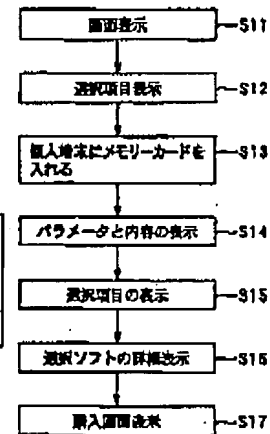 画面表示
S11
選択項目表示
S12
個人端末にメモリーカードを
入れる
S13
パラメータと内容の表示
S14
選択項目の表示
S15
選択ソフトの詳細表示
S16
購入画面表示
S17